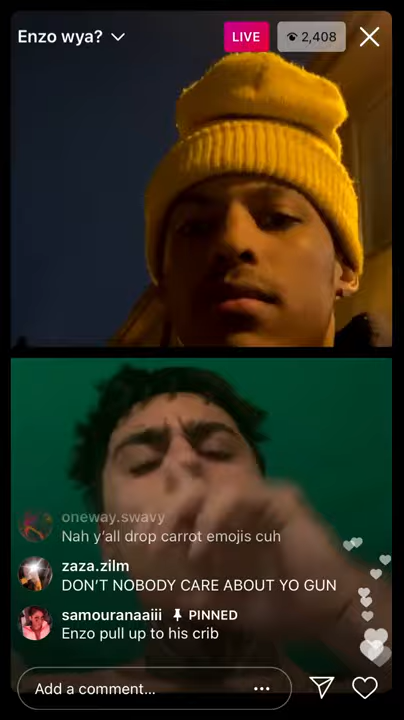 Enzo wya?
LIVE
2,408
oneway.swavy
Nah y'all drop carrot emojis cuh
zaza.zilm
DON'T NOBODY CARE ABOUT YO GUN
samouranaaiii PINNED
Enzo pull up to his crib
Add a comment...